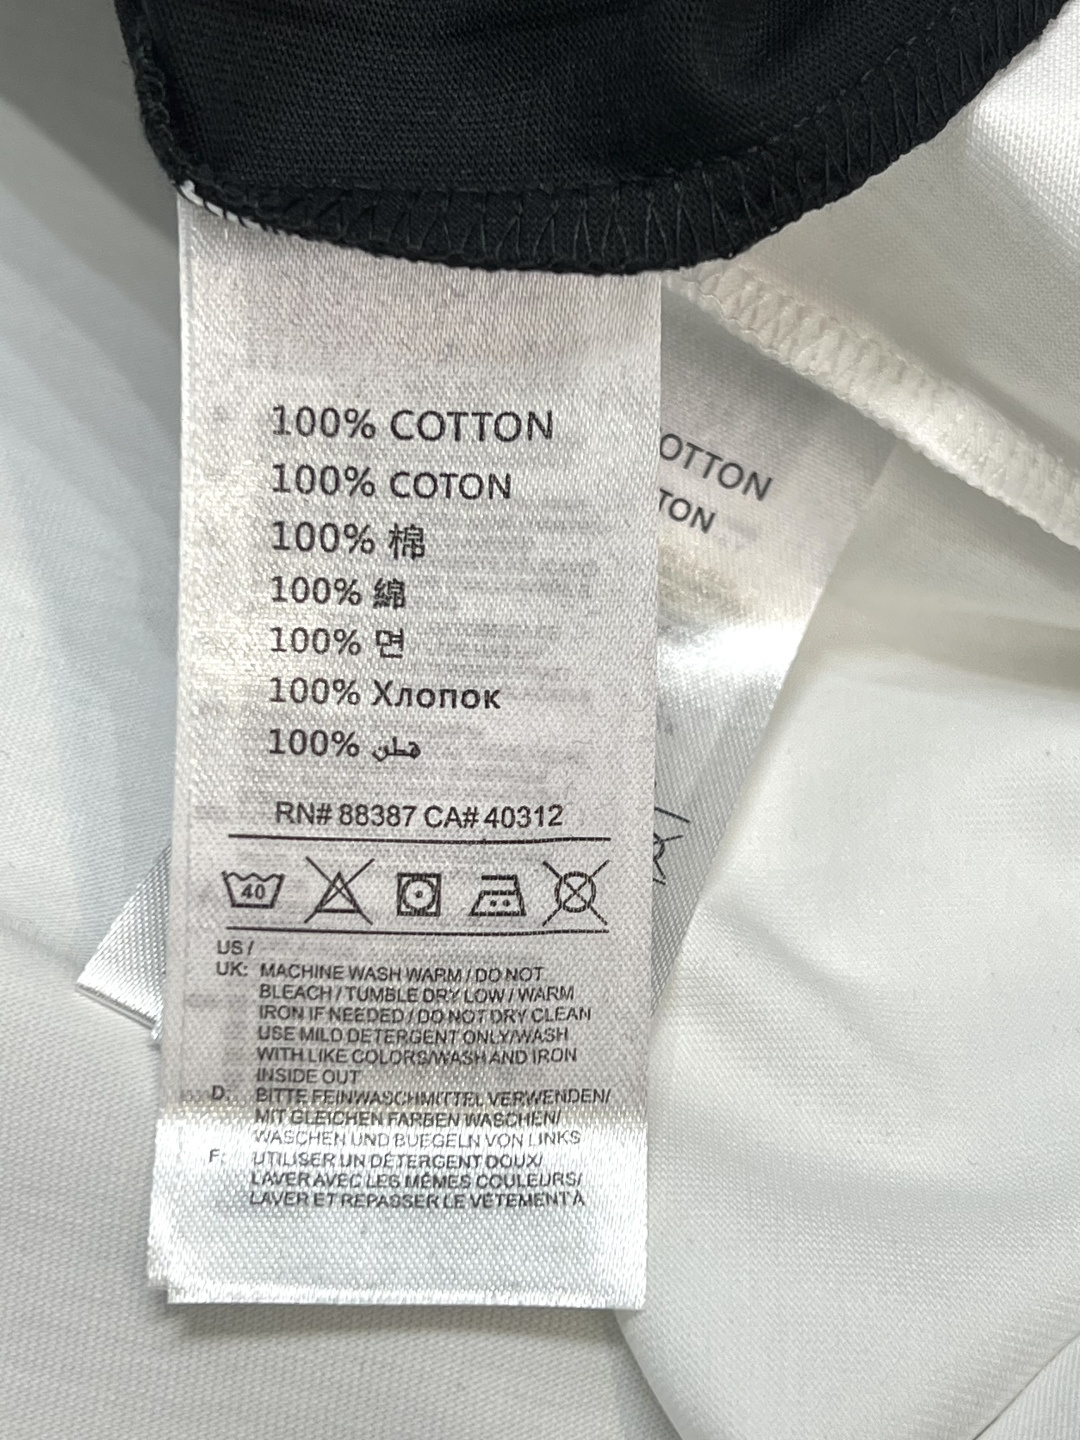 100% COTTON
100% COTON
100% 棉
100% 綿
100% 면
100% Хлопок
100% هطن
RN# 88387 CA# 40312
40
US /
UK: MACHINE WASH WARM / DO NOT
BLEACH / TUMBLE DRY LOW / WARM
IRON IF NEEDED / DO NOT DRY CLEAN
USE MILD DETERGENT ONLY/WASH
WITH LIKE COLORS/WASH AND IRON
INSIDE OUT
D: BITTE FEINWASCHMITTEL VERWENDEN/
MIT GLEICHEN FARBEN WASCHEN/
WASCHEN UND BUEGELN VON LINKS
F: UTILISER UN DÉTERGENT DOUX/
LAVER AVEC LES MÊMES COULEURS/
LAVER ET REPASSER LE VÊTEMENT À
OTTON
TON